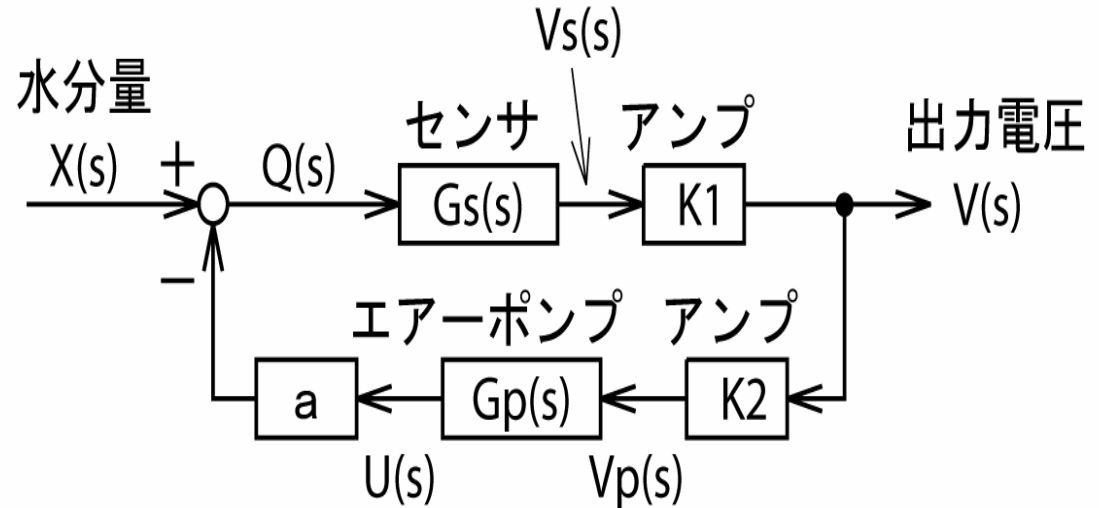 Vs(s)
水分量
センサ
アンプ
出力電圧
X(s)
+
Q(s)
Gs(s)
K1
V(s)
−
エアーポンプ
アンプ
a
Gp(s)
K2
U(s)
Vp(s)